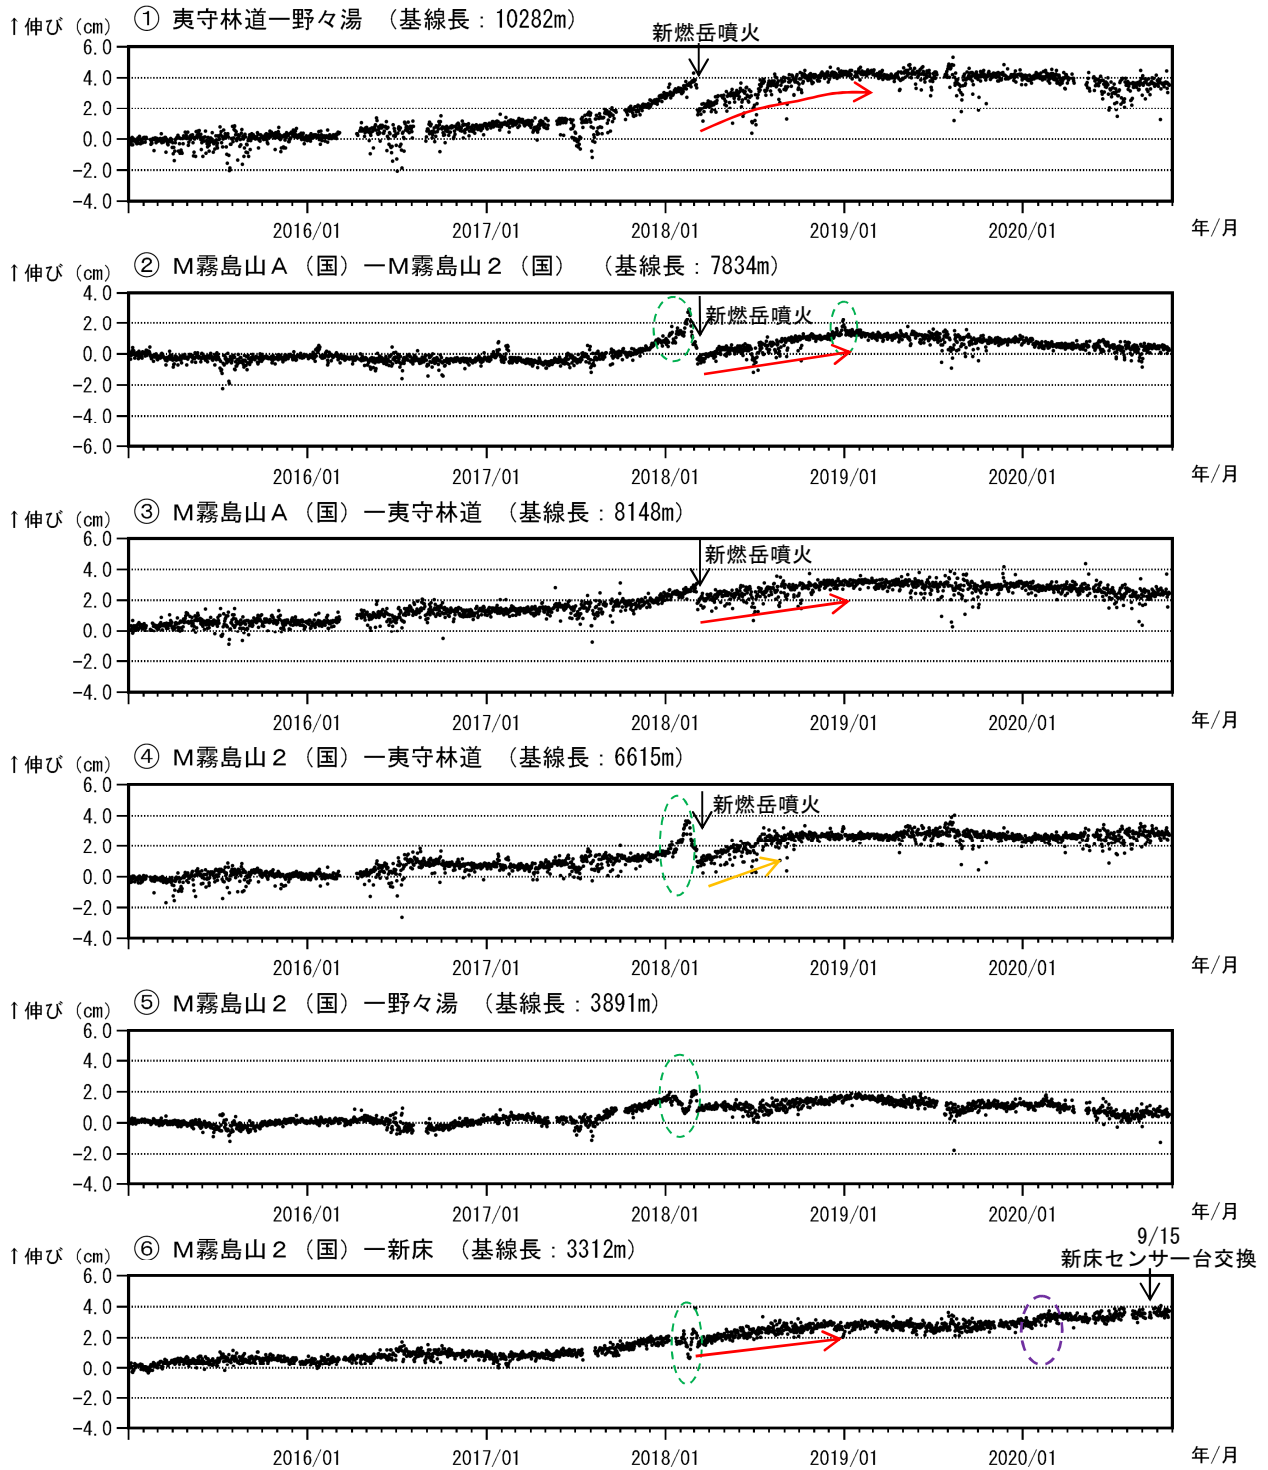 ↑伸び（cm） ① 夷守林道ー野々湯 （基線長：10282m）
新燃岳噴火
6.0
4.0
2.0
0.0
-2.0
-4.0
2016/01 2017/01 2018/01 2019/01 2020/01 年/月
↑伸び（cm） ② Ｍ霧島山Ａ（国）ーＭ霧島山２（国） （基線長：7834m）
4.0
新燃岳噴火
2.0
0.0
-2.0
-4.0
-6.0
2016/01 2017/01 2018/01 2019/01 2020/01 年/月
↑伸び（cm） ③ Ｍ霧島山Ａ（国）ー夷守林道 （基線長：8148m）
6.0
新燃岳噴火
4.0
2.0
0.0
-2.0
-4.0
2016/01 2017/01 2018/01 2019/01 2020/01 年/月
↑伸び（cm） ④ Ｍ霧島山２（国）ー夷守林道 （基線長：6615m）
6.0
新燃岳噴火
4.0
2.0
0.0
-2.0
-4.0
2016/01 2017/01 2018/01 2019/01 2020/01 年/月
↑伸び（cm） ⑤ Ｍ霧島山２（国）ー野々湯 （基線長：3891m）
6.0
4.0
2.0
0.0
-2.0
-4.0
2016/01 2017/01 2018/01 2019/01 2020/01 年/月
↑伸び（cm） ⑥ Ｍ霧島山２（国）ー新床 （基線長：3312m）
9/15
新床センサー台交換
6.0
4.0
2.0
0.0
-2.0
-4.0
2016/01 2017/01 2018/01 2019/01 2020/01 年/月